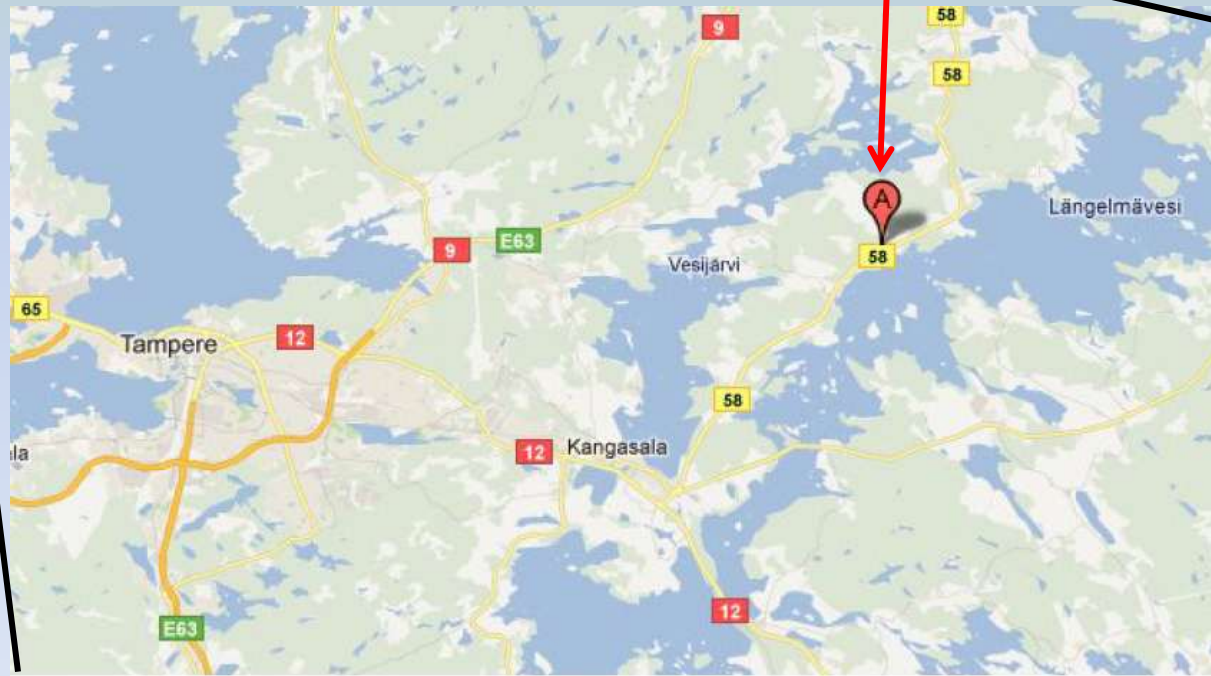 58
9
58
A
Längelmävesi
9
E63
Vesijärvi
58
65
Tampere
12
58
12
Kangasala
la
12
E63